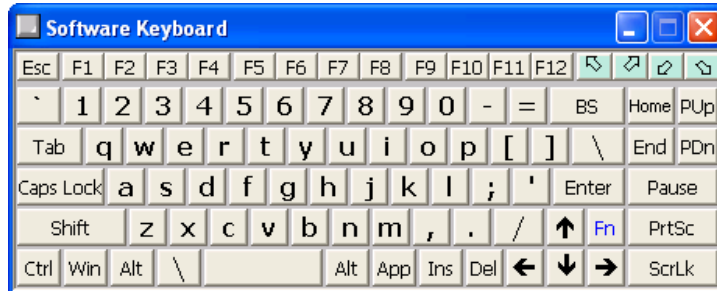 Software Keyboard
Esc F1 F2 F3 F4 F5 F6 F7 F8 F9 F10 F11 F12
` 1 2 3 4 5 6 7 8 9 0 - = BS Home PUp
Tab q w e r t y u i o p [ ] \ End PDn
Caps Lock a s d f g h j k l ; ' Enter Pause
Shift z x c v b n m , . / ↑ Fn PrtSc
Ctrl Win Alt \ Alt App Ins Del ← ↓ → ScrLk